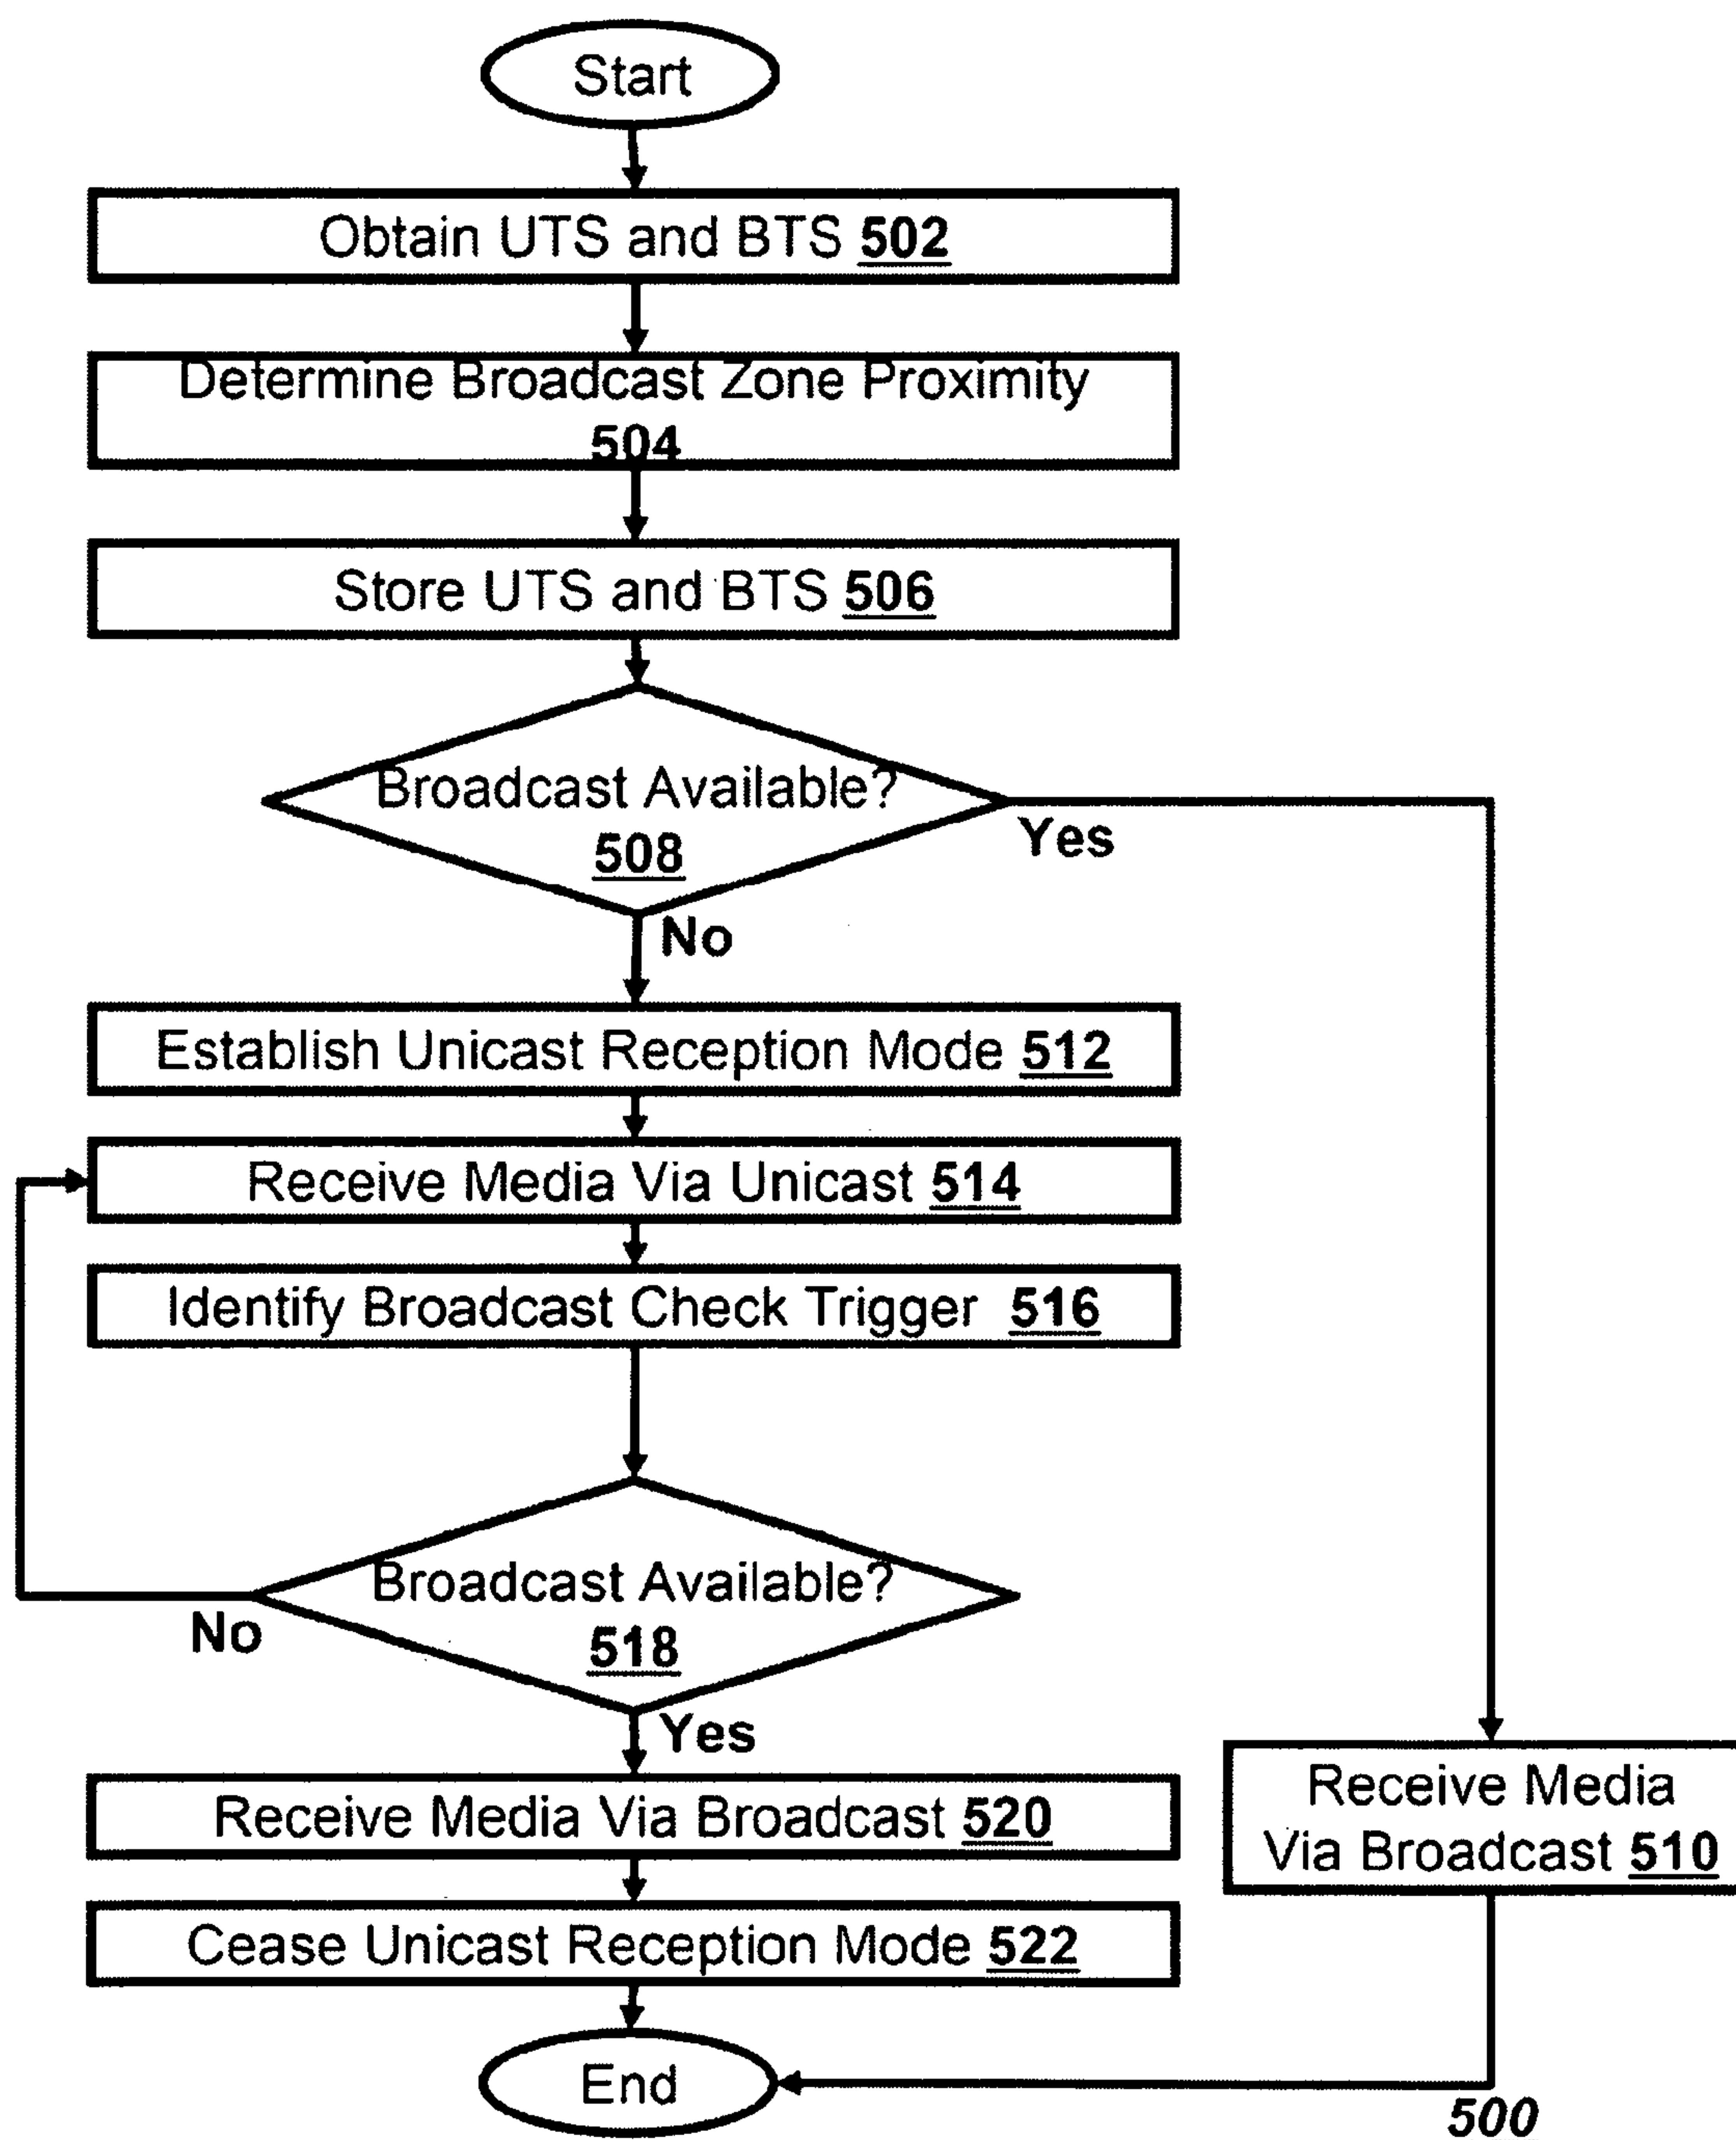 Start
Obtain UTS and BTS 502
Determine Broadcast Zone Proximity
504
Store UTS and BTS 506
Broadcast Available?
508
Yes
No
Establish Unicast Reception Mode 512
Receive Media Via Unicast 514
Identify Broadcast Check Trigger 516
Broadcast Available?
518
No
Yes
Receive Media Via Broadcast 520
Receive Media
Via Broadcast 510
Cease Unicast Reception Mode 522
End
500